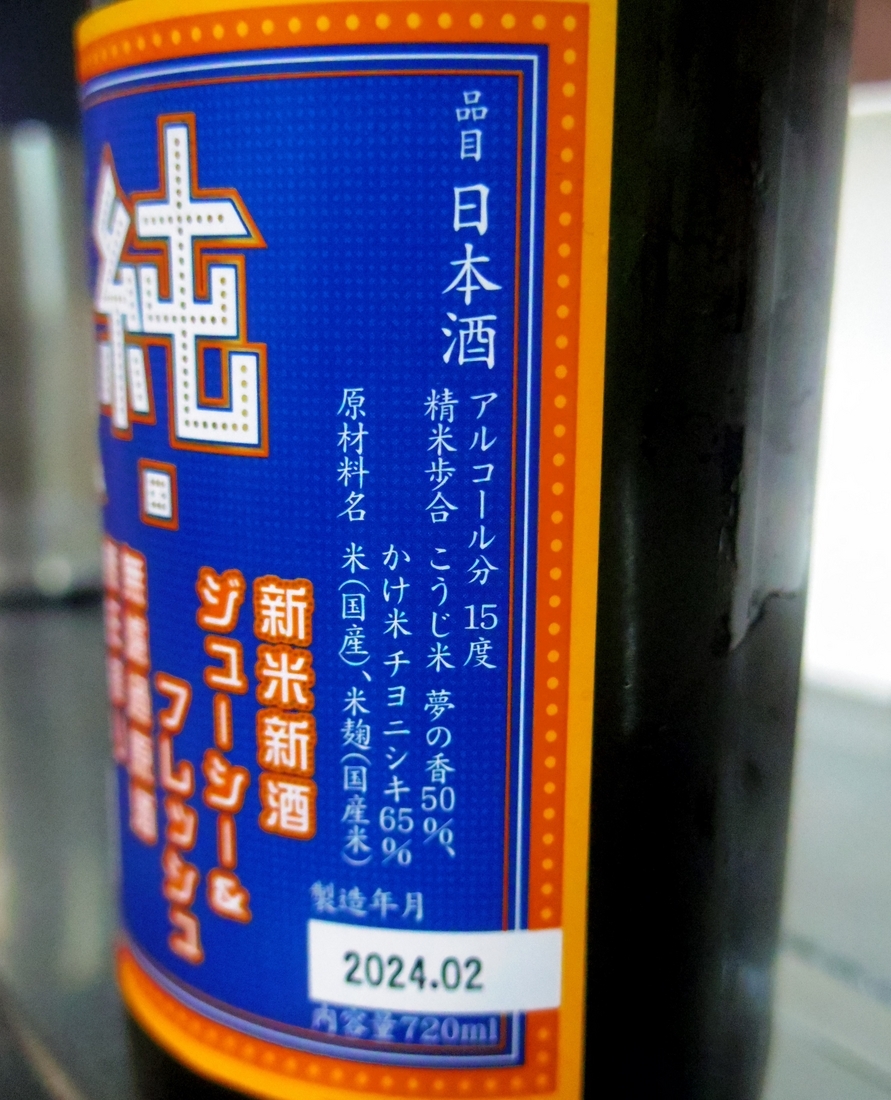 品目 日本酒
アルコール分 15度
精米歩合 こうじ米 夢の香50%、
かけ米 チヨニシキ65%
原材料名 米(国産)、米麹(国産米)
製造年月
2024.02
内容量720ml
純
新米新酒
ジューシー&
フレッシュ